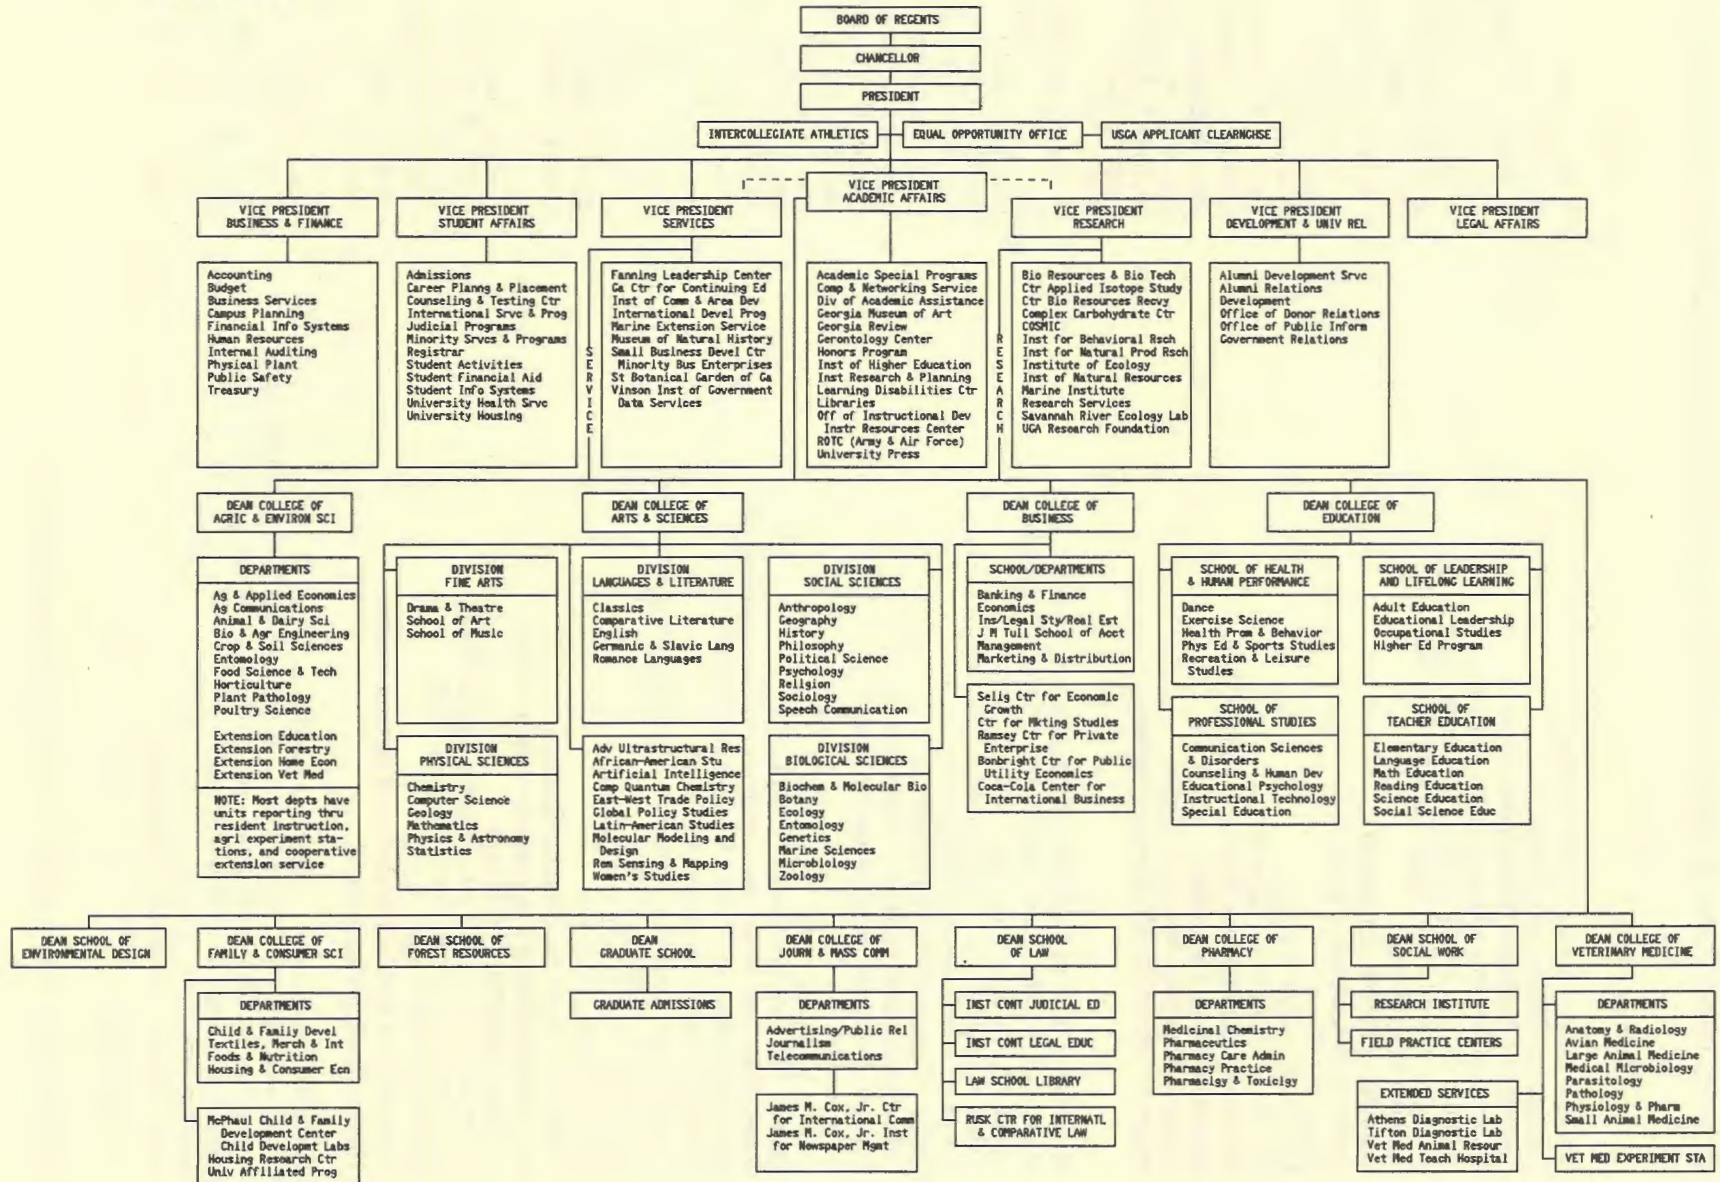 BOARD OF REGENTS
CHANCELLOR
PRESIDENT
INTERCOLLEGIATE ATHLETICS
EQUAL OPPORTUNITY OFFICE
USGA APPLICANT CLEARNGHSE
VICE PRESIDENT
BUSINESS & FINANCE
Accounting
Budget
Business Services
Campus Planning
Financial Info Systems
Human Resources
Internal Auditing
Physical Plant
Public Safety
Treasury
VICE PRESIDENT
STUDENT AFFAIRS
Admissions
Career Planng & Placement
Counseling & Testing Ctr
International Srvc & Prog
Judicial Programs
Minority Srvcs & Programs
Registrar
Student Activities
Student Financial Aid
Student Info Systems
University Health Srvc
University Housing
VICE PRESIDENT
SERVICES
SERVICE
Fanning Leadership Center
Ga Ctr for Continuing Ed
Inst of Comm & Area Dev
International Devel Prog
Marine Extension Service
Museum of Natural History
Small Business Devel Ctr
Minority Bus Enterprises
St Botanical Garden of Ga
Vinson Inst of Government
Data Services
VICE PRESIDENT
ACADEMIC AFFAIRS
Academic Special Programs
Comp & Networking Service
Div of Academic Assistance
Georgia Museum of Art
Georgia Review
Gerontology Center
Honors Program
Inst of Higher Education
Inst Research & Planning
Learning Disabilities Ctr
Libraries
Off of Instructional Dev
Instr Resources Center
ROTC (Army & Air Force)
University Press
VICE PRESIDENT
RESEARCH
RESEARCH
Bio Resources & Bio Tech
Ctr Applied Isotope Study
Ctr Bio Resources Recvy
Complex Carbohydrate Ctr
COSMIC
Inst for Behavioral Rsch
Inst for Natural Prod Rsch
Institute of Ecology
Inst of Natural Resources
Marine Institute
Research Services
Savannah River Ecology Lab
UGA Research Foundation
VICE PRESIDENT
DEVELOPMENT & UNIV REL
Alumni Development Srvc
Alumni Relations
Development
Office of Donor Relations
Office of Public Inform
Government Relations
VICE PRESIDENT
LEGAL AFFAIRS
DEAN COLLEGE OF
AGRIC & ENVIRON SCI
DEPARTMENTS
Ag & Applied Economics
Ag Communications
Animal & Dairy Sci
Bio & Agr Engineering
Crop & Soil Sciences
Entomology
Food Science & Tech
Horticulture
Plant Pathology
Poultry Science
Extension Education
Extension Forestry
Extension Home Econ
Extension Vet Med
NOTE: Most depts have
units reporting thru
resident instruction,
agri experiment sta-
tions, and cooperative
extension service
DEAN COLLEGE OF
ARTS & SCIENCES
DIVISION
FINE ARTS
Drama & Theatre
School of Art
School of Music
DIVISION
PHYSICAL SCIENCES
Chemistry
Computer Science
Geology
Mathematics
Physics & Astronomy
Statistics
DIVISION
LANGUAGES & LITERATURE
Classics
Comparative Literature
English
Germanic & Slavic Lang
Romance Languages
Adv Ultrastructural Res
African-American Stu
Artificial Intelligence
Comp Quantum Chemistry
East-West Trade Policy
Global Policy Studies
Latin-American Studies
Molecular Modeling and
Design
Rem Sensing & Mapping
Women's Studies
DIVISION
SOCIAL SCIENCES
Anthropology
Geography
History
Philosophy
Political Science
Psychology
Religion
Sociology
Speech Communication
DIVISION
BIOLOGICAL SCIENCES
Biochem & Molecular Bio
Botany
Ecology
Entomology
Genetics
Marine Sciences
Microbiology
Zoology
DEAN COLLEGE OF
BUSINESS
SCHOOL/DEPARTMENTS
Banking & Finance
Economics
Ins/Legal Sty/Real Est
J M Tull School of Acct
Management
Marketing & Distribution
Selig Ctr for Economic
Growth
Ctr for Mkting Studies
Ramsey Ctr for Private
Enterprise
Bonbright Ctr for Public
Utility Economics
Coca-Cola Center for
International Business
DEAN COLLEGE OF
EDUCATION
SCHOOL OF HEALTH
& HUMAN PERFORMANCE
Dance
Exercise Science
Health Prom & Behavior
Phys Ed & Sports Studies
Recreation & Leisure
Studies
SCHOOL OF LEADERSHIP
AND LIFELONG LEARNING
Adult Education
Educational Leadership
Occupational Studies
Higher Ed Program
SCHOOL OF
PROFESSIONAL STUDIES
Communication Sciences
& Disorders
Counseling & Human Dev
Educational Psychology
Instructional Technology
Special Education
SCHOOL OF
TEACHER EDUCATION
Elementary Education
Language Education
Math Education
Reading Education
Science Education
Social Science Educ
DEAN SCHOOL OF
ENVIRONMENTAL DESIGN
DEAN COLLEGE OF
FAMILY & CONSUMER SCI
DEPARTMENTS
Child & Family Devel
Textiles, Merch & Int
Foods & Nutrition
Housing & Consumer Ecn
McPhaul Child & Family
Development Center
Child Developmt Labs
Housing Research Ctr
Univ Affiliated Prog
DEAN SCHOOL OF
FOREST RESOURCES
DEAN
GRADUATE SCHOOL
GRADUATE ADMISSIONS
DEAN COLLEGE OF
JOURN & MASS COMM
DEPARTMENTS
Advertising/Public Rel
Journalism
Telecommunications
James M. Cox, Jr. Ctr
for International Comm
James M. Cox, Jr. Inst
for Newspaper Mgmt
DEAN SCHOOL
OF LAW
INST CONT JUDICIAL ED
INST CONT LEGAL EDUC
LAW SCHOOL LIBRARY
RUSK CTR FOR INTERNATL
& COMPARATIVE LAW
DEAN COLLEGE OF
PHARMACY
DEPARTMENTS
Medicinal Chemistry
Pharmaceutics
Pharmacy Care Admin
Pharmacy Practice
Pharmaclgy & Toxiclgy
DEAN SCHOOL OF
SOCIAL WORK
RESEARCH INSTITUTE
FIELD PRACTICE CENTERS
DEAN COLLEGE OF
VETERINARY MEDICINE
DEPARTMENTS
Anatomy & Radiology
Avian Medicine
Large Animal Medicine
Medical Microbiology
Parasitology
Pathology
Physiology & Pharm
Small Animal Medicine
EXTENDED SERVICES
Athens Diagnostic Lab
Tifton Diagnostic Lab
Vet Med Animal Resour
Vet Med Teach Hospital
VET MED EXPERIMENT STA